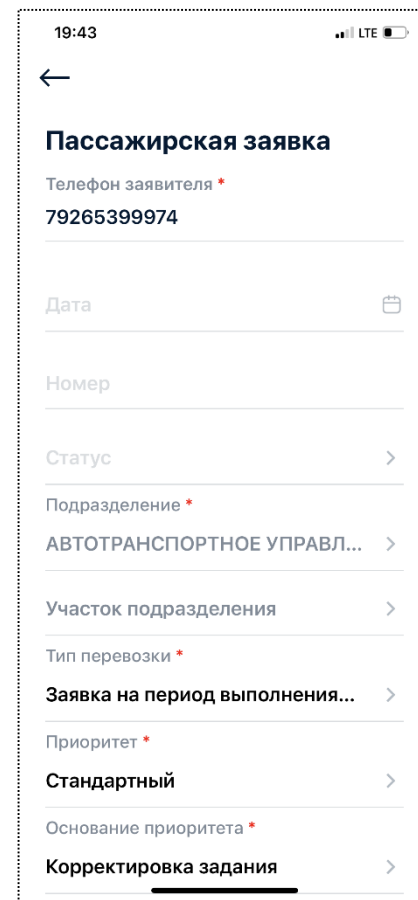 19:43
LTE
Пассажирская заявка
Телефон заявителя *
79265399974
Дата
Номер
Статус
Подразделение *
АВТОТРАНСПОРТНОЕ УПРАВЛ...
Участок подразделения
Тип перевозки *
Заявка на период выполнения...
Приоритет *
Стандартный
Основание приоритета *
Корректировка задания